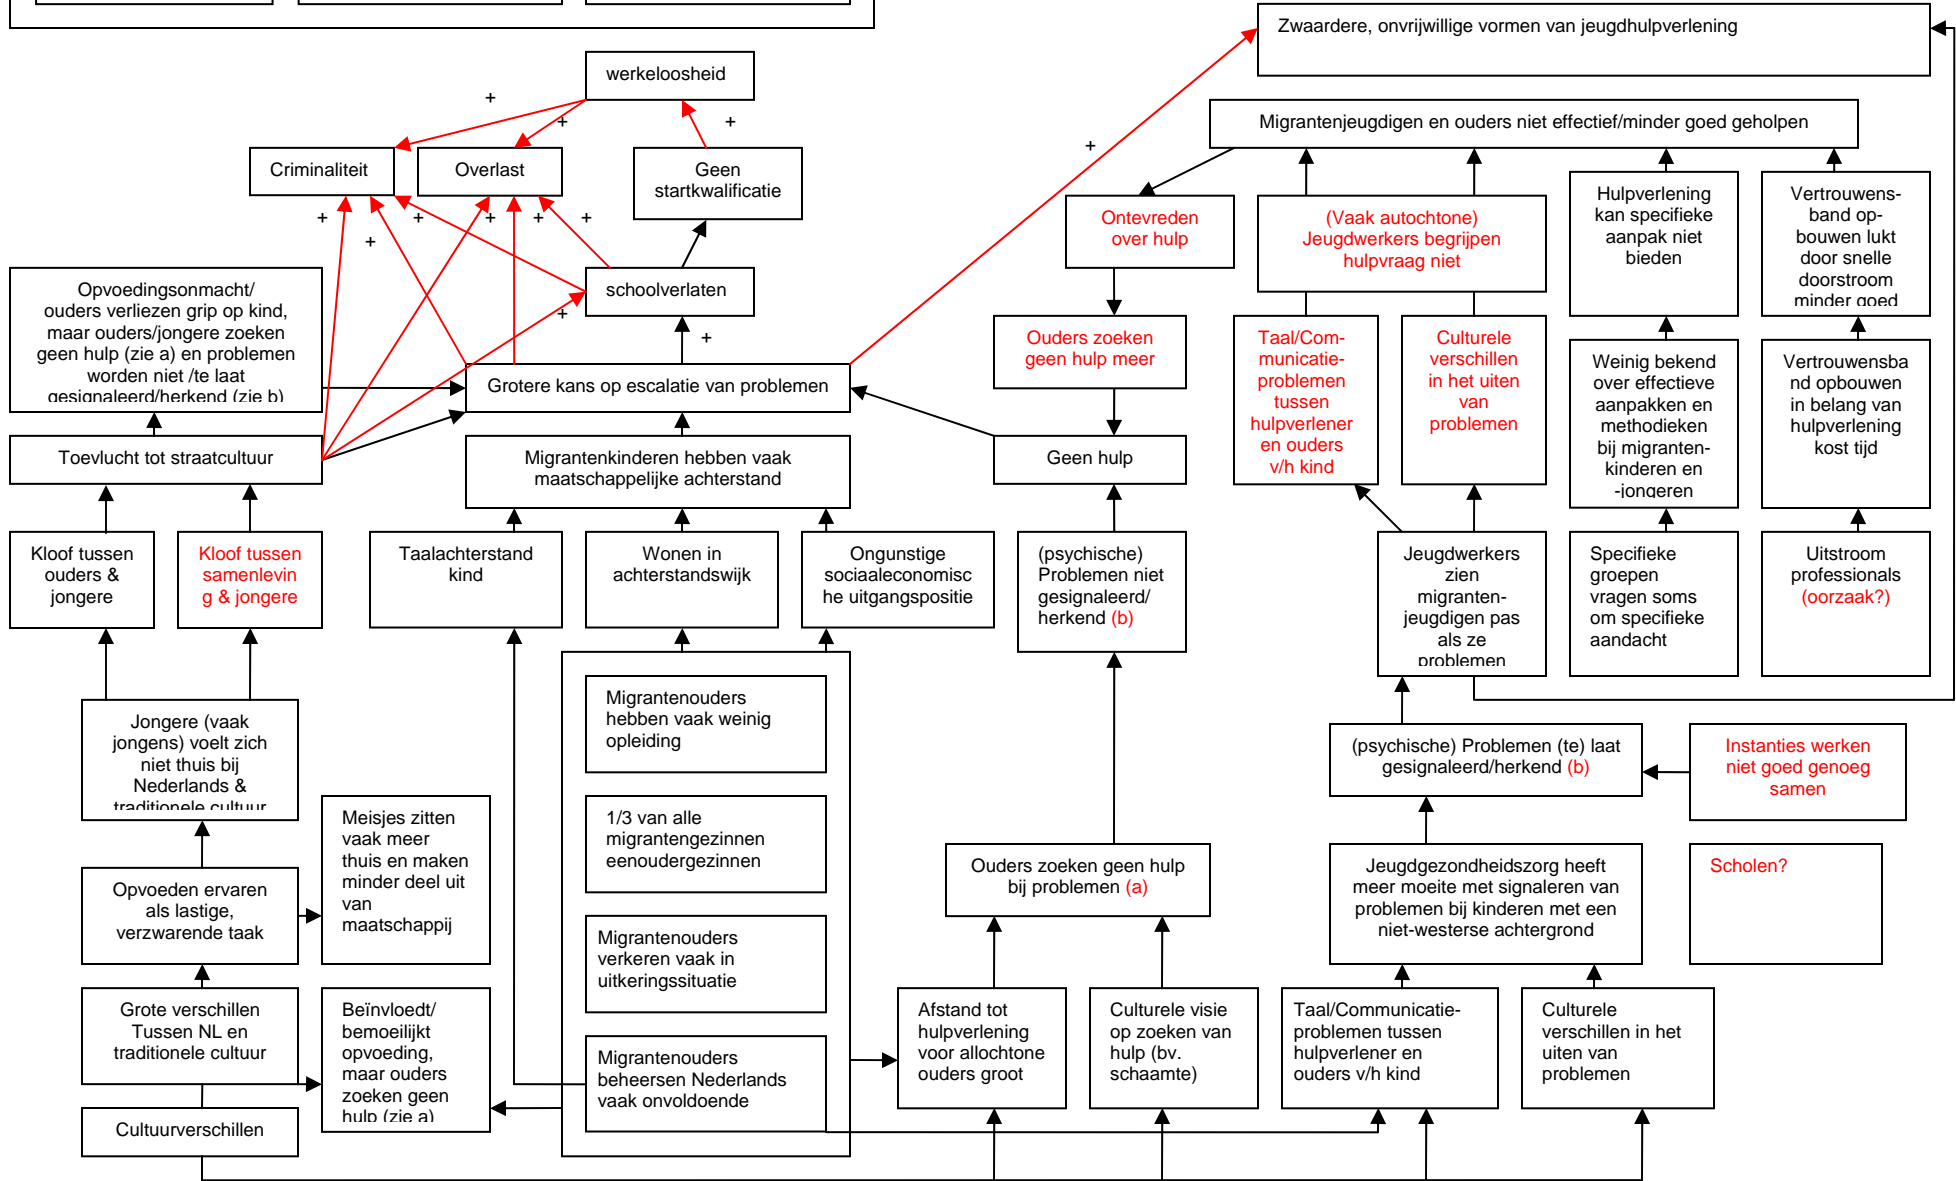 Zwaardere, onvrijwillige vormen van jeugdhulpverlening
werkeloosheid
+
+
+
Migrantenjeugdigen en ouders niet effectief/minder goed geholpen
+
Criminaliteit
Overlast
Geen
startkwalificatie
Hulpverlening
kan specifieke
aanpak niet
bieden
Vertrouwens-
band op-
bouwen lukt
door snelle
doorstroom
minder goed
Ontevreden
over hulp
(Vaak autochtone)
Jeugdwerkers begrijpen
hulpvraag niet
+
+
+
+
+
+
Opvoedingsonmacht/
ouders verliezen grip op kind,
maar ouders/jongere zoeken
geen hulp (zie a) en problemen
worden niet /te laat
gesignaleerd/herkend (zie b)
schoolverlaten
+
+
Ouders zoeken
geen hulp meer
Taal/Com-
municatie-
problemen
tussen
hulpverlener
en ouders
v/h kind
Culturele
verschillen
in het uiten
van
problemen
Weinig bekend
over effectieve
aanpakken en
methodieken
bij migranten-
kinderen en
-jongeren
Vertrouwensba
nd opbouwen
in belang van
hulpverlening
kost tijd
Grotere kans op escalatie van problemen
Toevlucht tot straatcultuur
Migrantenkinderen hebben vaak
maatschappelijke achterstand
Geen hulp
Kloof tussen
ouders &
jongere
Kloof tussen
samenlevin
g & jongere
Taalachterstand
kind
Wonen in
achterstandswijk
Ongunstige
sociaaleconomisc
he uitgangspositie
(psychische)
Problemen niet
gesignaleerd/
herkend (b)
Jeugdwerkers
zien
migranten-
jeugdigen pas
als ze
problemen
Specifieke
groepen
vragen soms
om specifieke
aandacht
Uitstroom
professionals
(oorzaak?)
Jongere (vaak
jongens) voelt zich
niet thuis bij
Nederlands &
traditionele cultuur
Migrantenouders
hebben vaak weinig
opleiding
(psychische) Problemen (te) laat
gesignaleerd/herkend (b)
Instanties werken
niet goed genoeg
samen
Meisjes zitten
vaak meer
thuis en maken
minder deel uit
van
maatschappij
1/3 van alle
migrantengezinnen
eenoudergezinnen
Opvoeden ervaren
als lastige,
verzwarende taak
Ouders zoeken geen hulp
bij problemen (a)
Jeugdgezondheidszorg heeft
meer moeite met signaleren van
problemen bij kinderen met een
niet-westerse achtergrond
Scholen?
Migrantenouders
verkeren vaak in
uitkeringssituatie
Grote verschillen
Tussen NL en
traditionele cultuur
Beïnvloedt/
bemoeilijkt
opvoeding,
maar ouders
zoeken geen
hulp (zie a)
Migrantenouders
beheersen Nederlands
vaak onvoldoende
Afstand tot
hulpverlening
voor allochtone
ouders groot
Culturele visie
op zoeken van
hulp (bv.
schaamte)
Taal/Communicatie-
problemen tussen
hulpverlener en
ouders v/h kind
Culturele
verschillen in het
uiten van
problemen
Cultuurverschillen